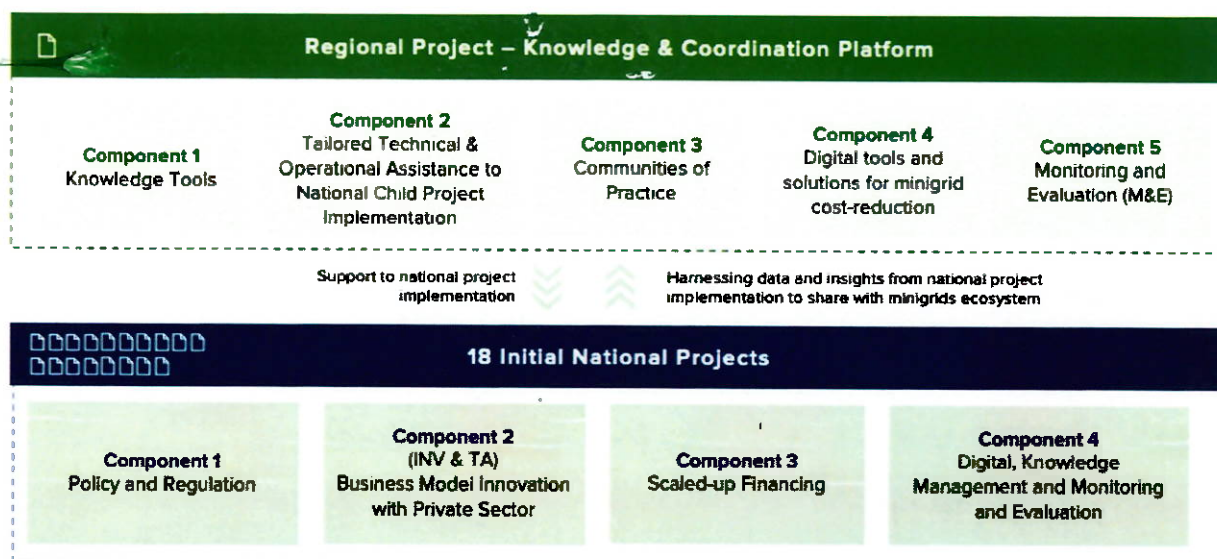 Regional Project – Knowledge & Coordination Platform
Component 1
Knowledge Tools
Component 2
Tailored Technical &
Operational Assistance to
National Child Project
Implementation
Component 3
Communities of
Practice
Component 4
Digital tools and
solutions for minigrid
cost-reduction
Component 5
Monitoring and
Evaluation (M&E)
Support to national project
implementation
Harnessing data and insights from national project
implementation to share with minigrids ecosystem
18 Initial National Projects
Component 1
Policy and Regulation
Component 2
(INV & TA)
Business Model Innovation
with Private Sector
Component 3
Scaled-up Financing
Component 4
Digital, Knowledge
Management and Monitoring
and Evaluation